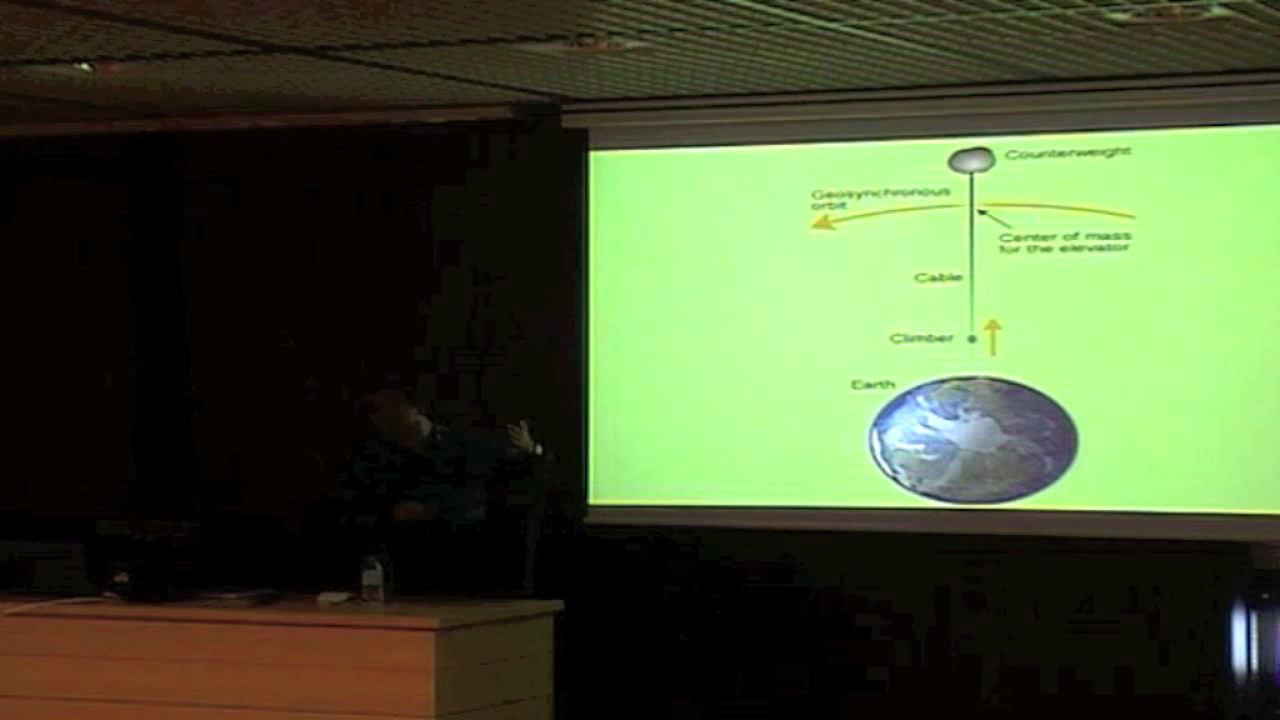 Counterweight
Geosynchronous
orbit
Center of mass
for the elevator
Cable
Climber
Earth